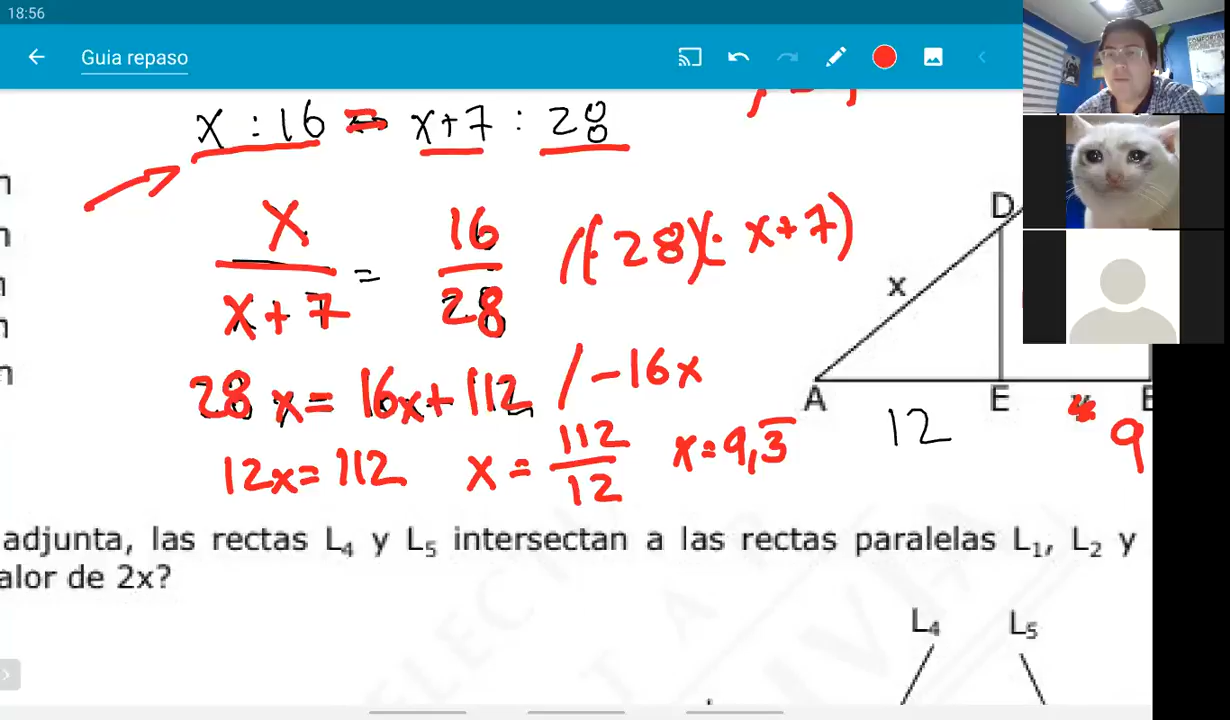 18:56
Guia repaso
x : 16 = x+7 : 28
x/x+7 = 16/28 /(·28)(· x+7)
28x = 16x+112 /-16x
12x = 112 x = 112/12 x = 9,3̅
D
x
A E
12 9
adjunta, las rectas L₄ y L₅ intersectan a las rectas paralelas L₁, L₂ y
alor de 2x?
L₄ L₅